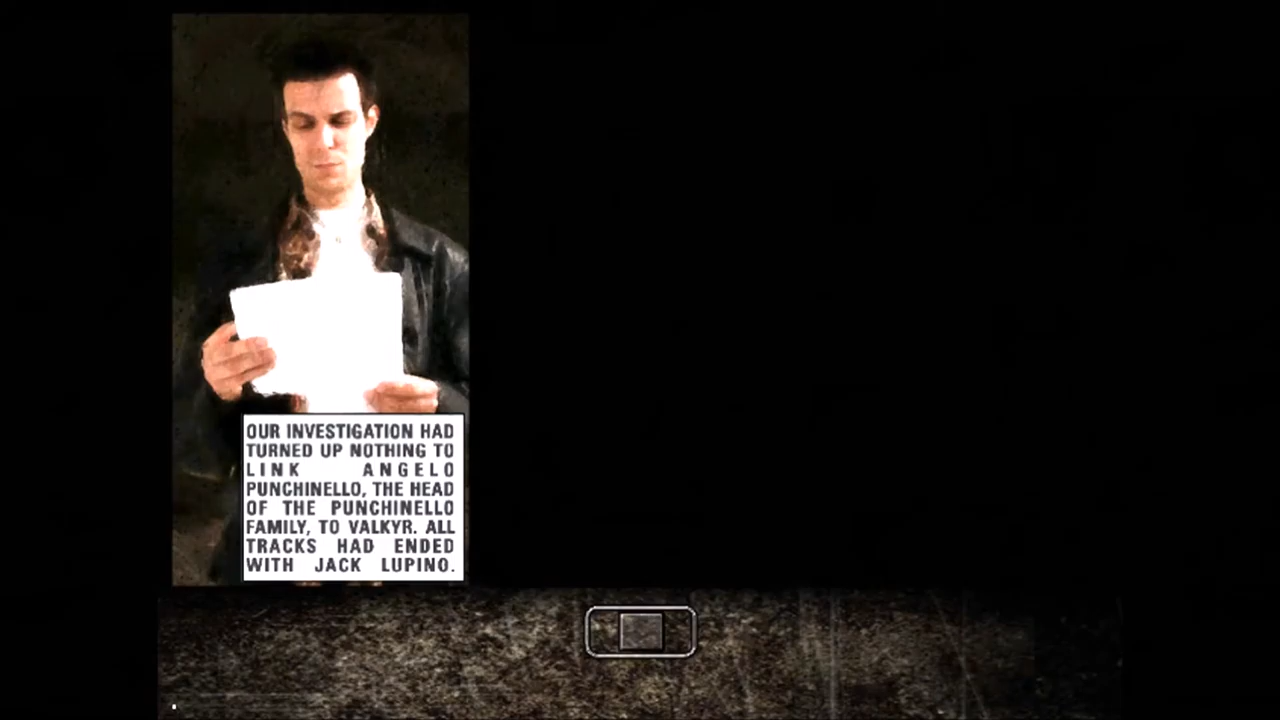 OUR INVESTIGATION HAD
TURNED UP NOTHING TO
LINK ANGELO
PUNCHINELLO, THE HEAD
OF THE PUNCHINELLO
FAMILY, TO VALKYR. ALL
TRACKS HAD ENDED
WITH JACK LUPINO.